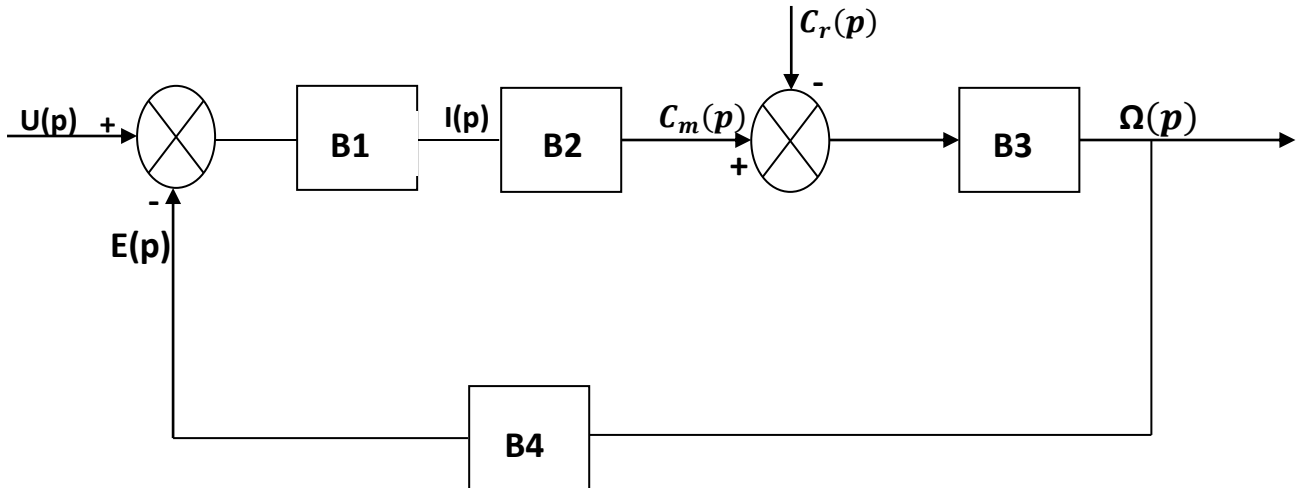 C_r(p)
-
U(p) +
B1
I(p)
B2
C_m(p)
+
B3
Ω(p)
-
E(p)
B4